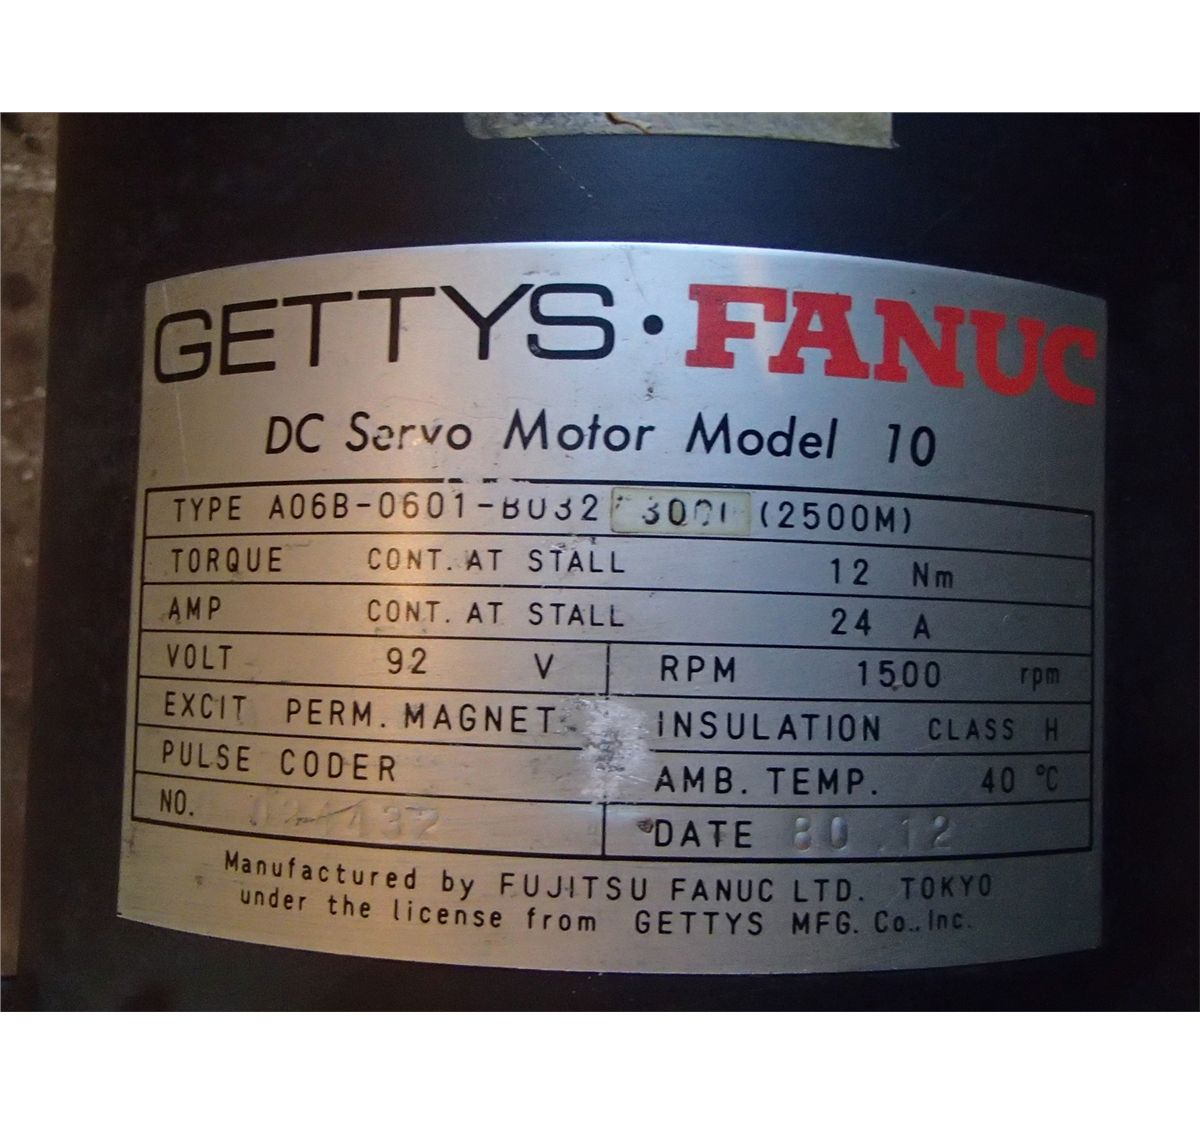 GETTYS · FANUC
DC Servo Motor Model 10
TYPE A06B-0601-B032 (2500M)
TORQUE CONT. AT STALL 12 Nm
AMP CONT. AT STALL 24 A
VOLT 92 V RPM 1500 rpm
EXCIT PERM. MAGNET INSULATION CLASS H
PULSE CODER AMB. TEMP. 40 °C
NO. DATE 80.12
Manufactured by FUJITSU FANUC LTD. TOKYO
under the license from GETTYS MFG. Co., Inc.